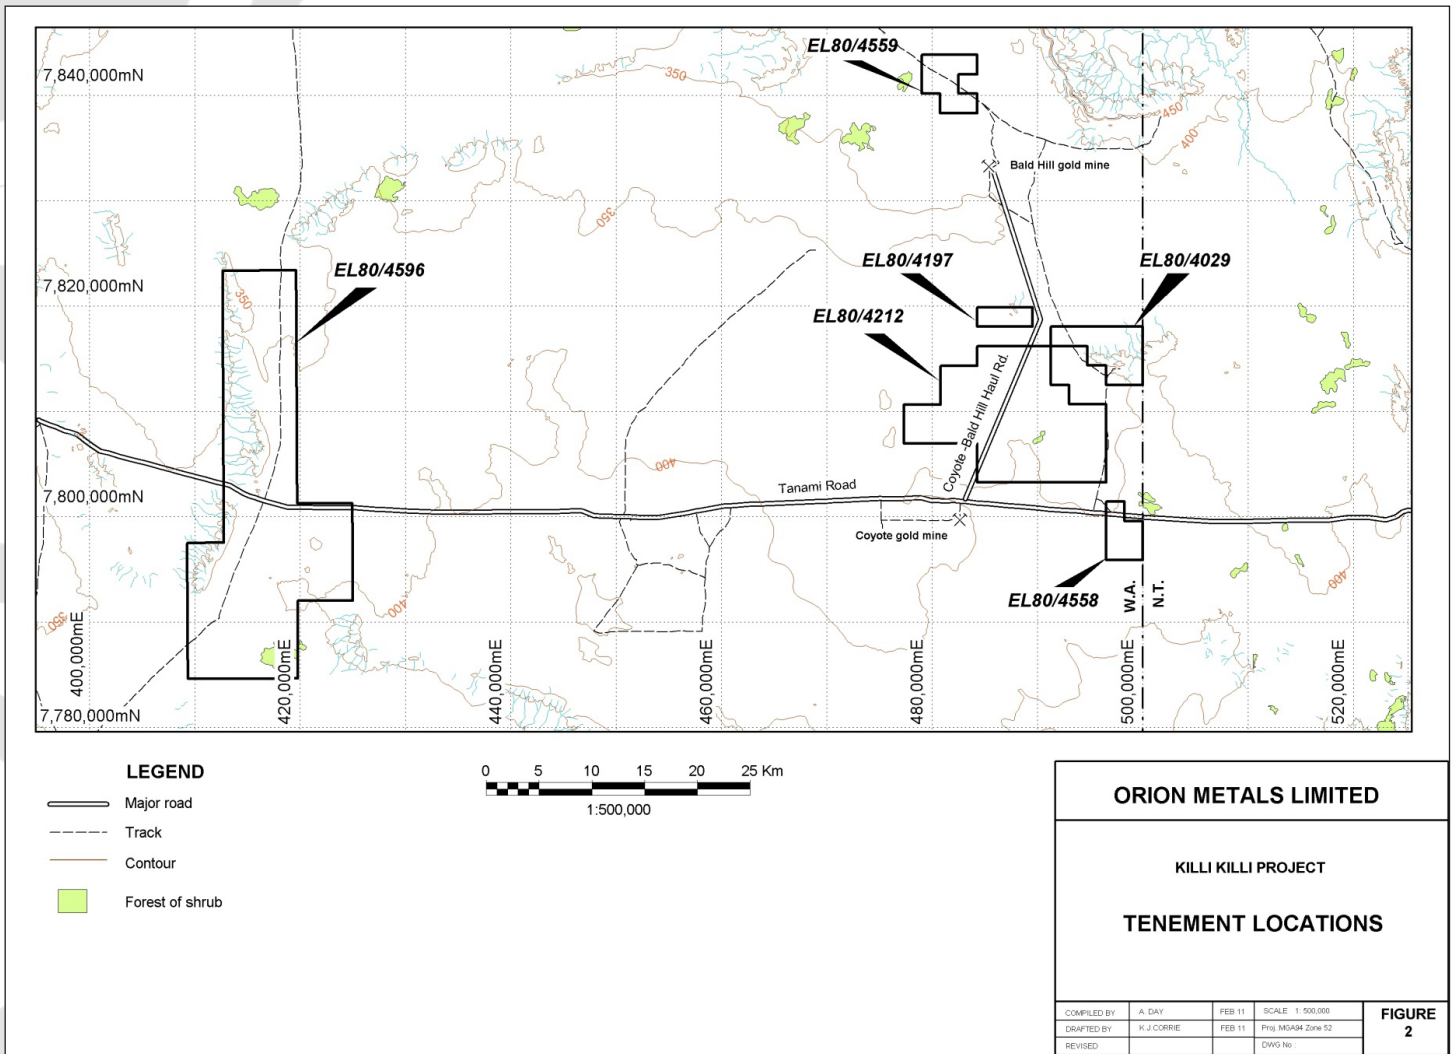 EL80/4559
7,840,000mN
350
450
400
Bald Hill gold mine
350
EL80/4596
EL80/4197
EL80/4029
7,820,000mN
350
EL80/4212
Coyote -Bald Hill Haul Rd.
400
Tanami Road
7,800,000mN
Coyote gold mine
400
EL80/4558
W.A.
N.T.
400
350
400,000mE
420,000mE
440,000mE
460,000mE
480,000mE
500,000mE
520,000mE
7,780,000mN
LEGEND
Major road
Track
Contour
Forest of shrub
0 5 10 15 20 25 Km
1:500,000
ORION METALS LIMITED
KILLI KILLI PROJECT
TENEMENT LOCATIONS
COMPILED BY A. DAY FEB 11 SCALE 1: 500,000
DRAFTED BY K.J.CORRIE FEB 11 Proj. MGA94 Zone 52
REVISED DWG No :
FIGURE
2